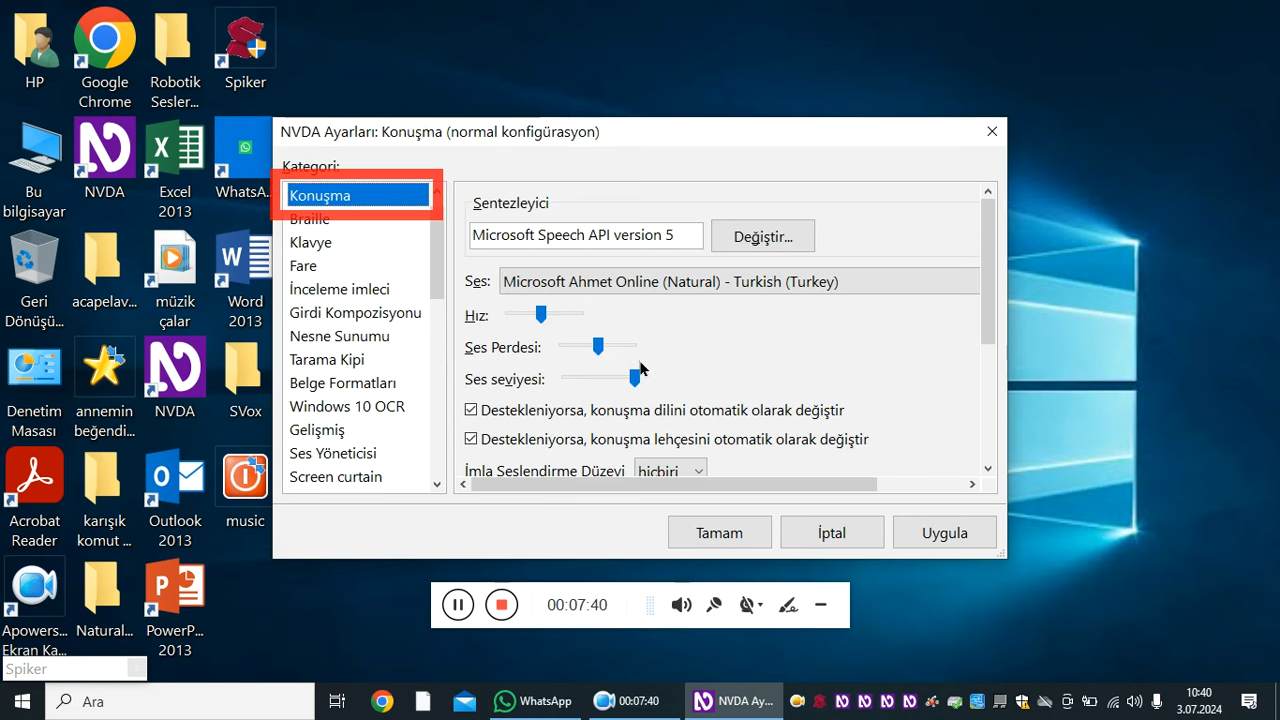 HP
Google
Chrome
Robotik
Sesler...
Spiker
Bu
bilgisayar
NVDA
Excel
2013
WhatsA...
Geri
Dönüşü...
acapelav...
müzik
çalar
Word
2013
Denetim
Masası
annemin
beğendi...
NVDA
SVox
Acrobat
Reader
karışık
komut ...
Outlook
2013
music
Apowers...
Ekran Ka...
Natural...
PowerP...
2013
Spiker
NVDA Ayarları: Konuşma (normal konfigürasyon)
Kategori:
Konuşma
Braille
Klavye
Fare
İnceleme imleci
Girdi Kompozisyonu
Nesne Sunumu
Tarama Kipi
Belge Formatları
Windows 10 OCR
Gelişmiş
Ses Yöneticisi
Screen curtain
Sentezleyici
Microsoft Speech API version 5
Değiştir...
Ses: Microsoft Ahmet Online (Natural) - Turkish (Turkey)
Hız:
Ses Perdesi:
Ses seviyesi:
Destekleniyorsa, konuşma dilini otomatik olarak değiştir
Destekleniyorsa, konuşma lehçesini otomatik olarak değiştir
İmla Seslendirme Düzeyi hiçbiri
Tamam
İptal
Uygula
00:07:40
Ara
WhatsApp
00:07:40
NVDA Ay...
10:40
3.07.2024